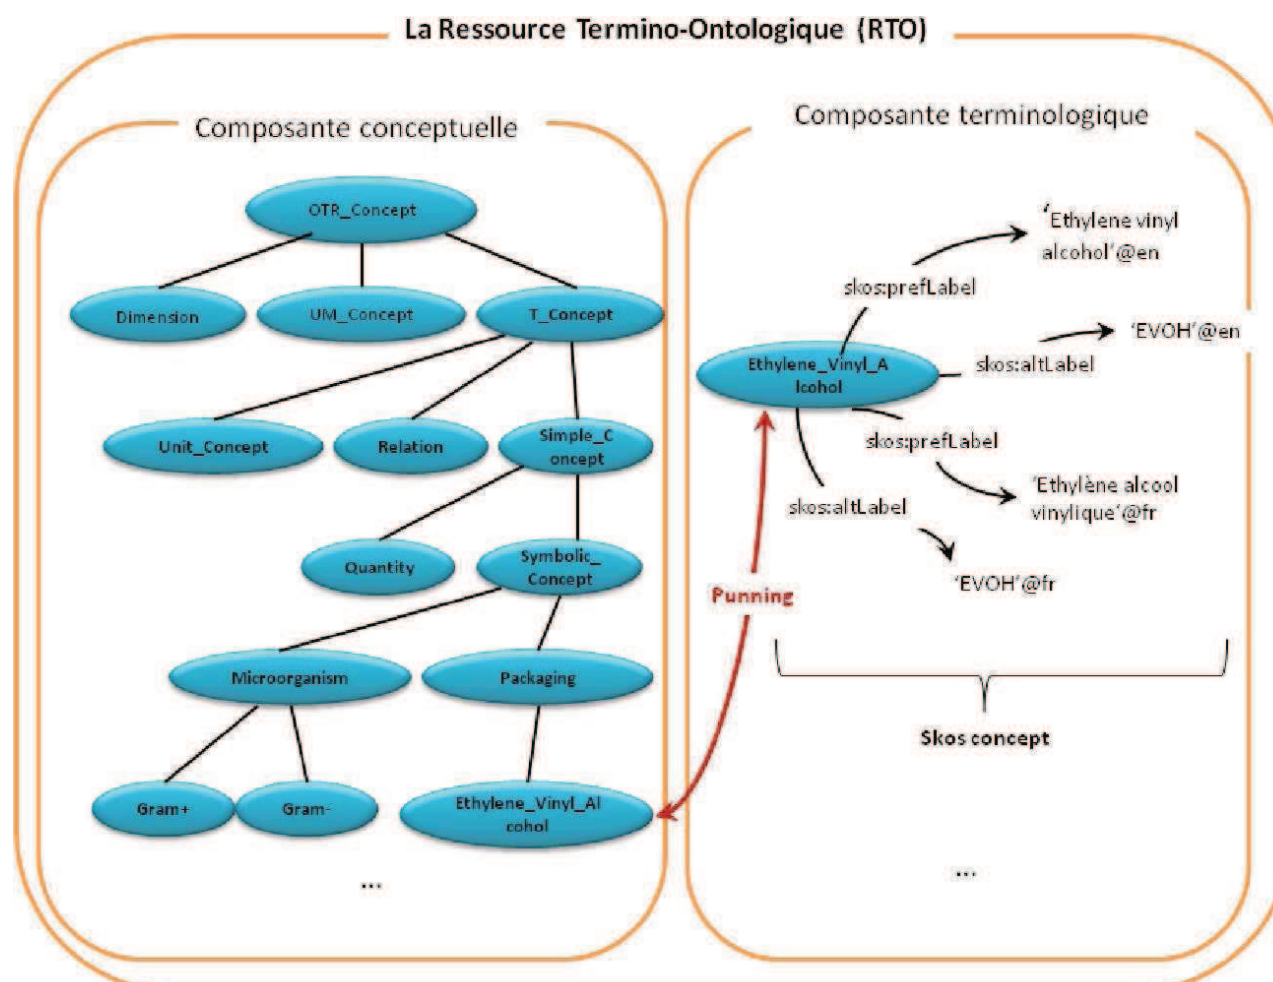 La Ressource Termino-Ontologique (RTO)
Composante conceptuelle
OTR_Concept
Dimension
UM_Concept
T_Concept
Unit_Concept
Relation
Simple_C
oncept
Quantity
Symbolic_
Concept
Microorganism
Packaging
Gram+
Gram-
Ethylene_Vinyl_Al
cohol
...
Punning
Composante terminologique
‘Ethylene vinyl
alcohol’@en
skos:prefLabel
‘EVOH’@en
skos:altLabel
Ethylene_Vinyl_A
lcohol
skos:prefLabel
‘Ethylène alcool
vinylique’@fr
skos:altLabel
‘EVOH’@fr
Skos concept
...